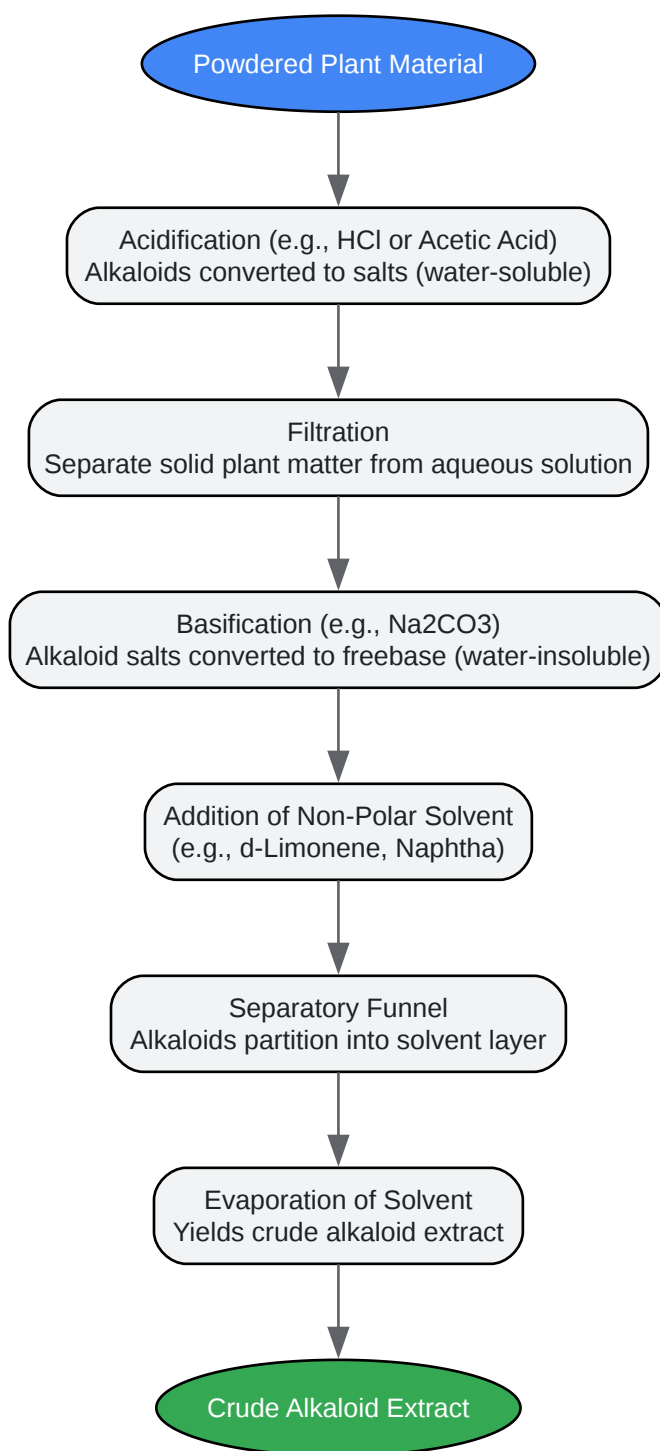 Powdered Plant Material
Acidification (e.g., HCl or Acetic Acid)
Alkaloids converted to salts (water-soluble)
Filtration
Separate solid plant matter from aqueous solution
Basification (e.g., Na2CO3)
Alkaloid salts converted to freebase (water-insoluble)
Addition of Non-Polar Solvent
(e.g., d-Limonene, Naphtha)
Separatory Funnel
Alkaloids partition into solvent layer
Evaporation of Solvent
Yields crude alkaloid extract
Crude Alkaloid Extract